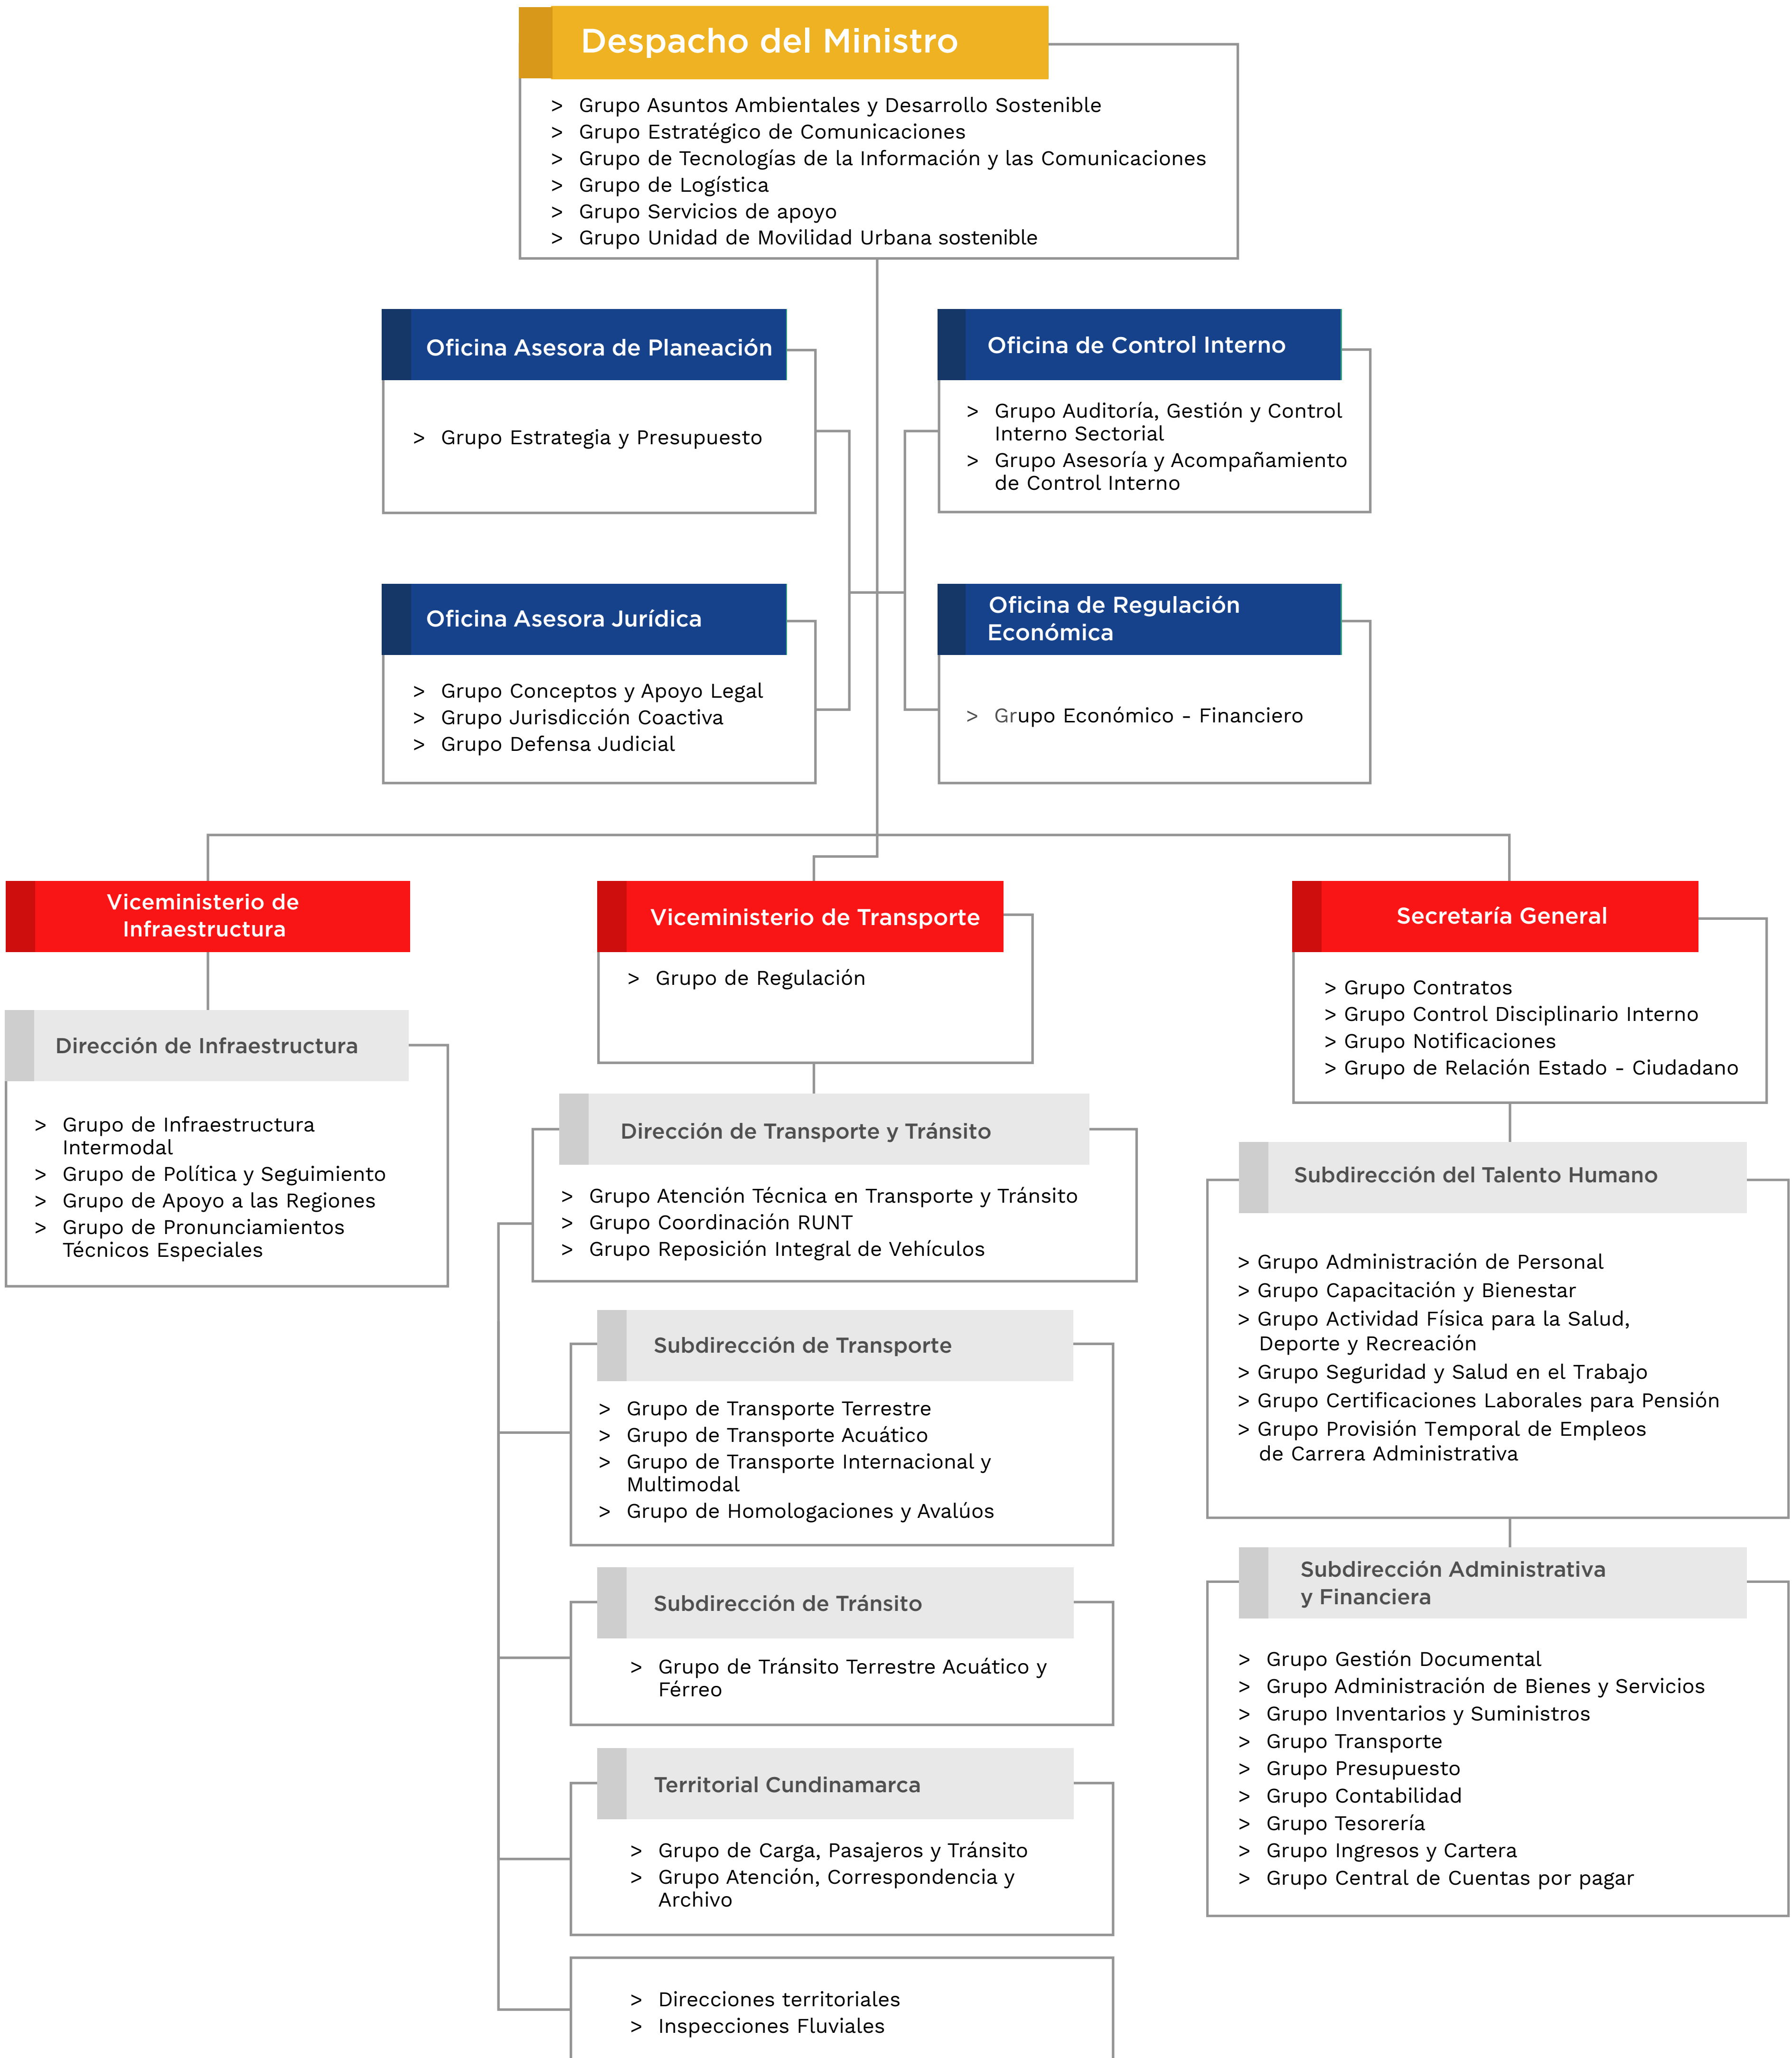 Despacho del Ministro
> Grupo Asuntos Ambientales y Desarrollo Sostenible
> Grupo Estratégico de Comunicaciones
> Grupo de Tecnologías de la Información y las Comunicaciones
> Grupo de Logística
> Grupo Servicios de apoyo
> Grupo Unidad de Movilidad Urbana sostenible
Oficina Asesora de Planeación
> Grupo Estrategia y Presupuesto
Oficina de Control Interno
> Grupo Auditoría, Gestión y Control
Interno Sectorial
> Grupo Asesoría y Acompañamiento
de Control Interno
Oficina Asesora Jurídica
> Grupo Conceptos y Apoyo Legal
> Grupo Jurisdicción Coactiva
> Grupo Defensa Judicial
Oficina de Regulación
Económica
> Grupo Económico - Financiero
Viceministerio de
Infraestructura
Dirección de Infraestructura
> Grupo de Infraestructura
Intermodal
> Grupo de Política y Seguimiento
> Grupo de Apoyo a las Regiones
> Grupo de Pronunciamientos
Técnicos Especiales
Viceministerio de Transporte
> Grupo de Regulación
Dirección de Transporte y Tránsito
> Grupo Atención Técnica en Transporte y Tránsito
> Grupo Coordinación RUNT
> Grupo Reposición Integral de Vehículos
Subdirección de Transporte
> Grupo de Transporte Terrestre
> Grupo de Transporte Acuático
> Grupo de Transporte Internacional y
Multimodal
> Grupo de Homologaciones y Avalúos
Subdirección de Tránsito
> Grupo de Tránsito Terrestre Acuático y
Férreo
Territorial Cundinamarca
> Grupo de Carga, Pasajeros y Tránsito
> Grupo Atención, Correspondencia y
Archivo
> Direcciones territoriales
> Inspecciones Fluviales
Secretaría General
> Grupo Contratos
> Grupo Control Disciplinario Interno
> Grupo Notificaciones
> Grupo de Relación Estado - Ciudadano
Subdirección del Talento Humano
> Grupo Administración de Personal
> Grupo Capacitación y Bienestar
> Grupo Actividad Física para la Salud,
Deporte y Recreación
> Grupo Seguridad y Salud en el Trabajo
> Grupo Certificaciones Laborales para Pensión
> Grupo Provisión Temporal de Empleos
de Carrera Administrativa
Subdirección Administrativa
y Financiera
> Grupo Gestión Documental
> Grupo Administración de Bienes y Servicios
> Grupo Inventarios y Suministros
> Grupo Transporte
> Grupo Presupuesto
> Grupo Contabilidad
> Grupo Tesorería
> Grupo Ingresos y Cartera
> Grupo Central de Cuentas por pagar